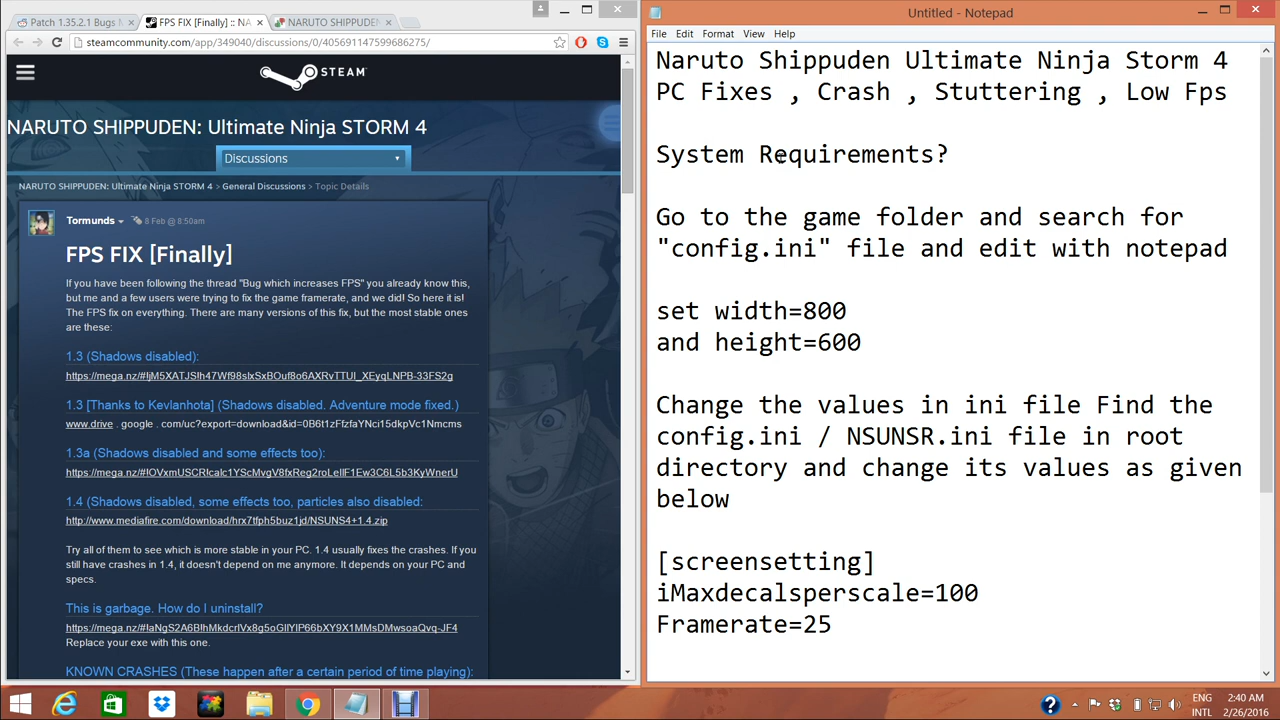 Patch 1.35.2.1 Bugs M
FPS FIX [Finally] :: NA
NARUTO SHIPPUDEN
steamcommunity.com/app/349040/discussions/0/405691147599686275/
STEAM
NARUTO SHIPPUDEN: Ultimate Ninja STORM 4
Discussions
NARUTO SHIPPUDEN: Ultimate Ninja STORM 4 > General Discussions > Topic Details
Tormunds 8 Feb @ 8:50am
FPS FIX [Finally]
If you have been following the thread "Bug which increases FPS" you already know this,
but me and a few users were trying to fix the game framerate, and we did! So here it is!
The FPS fix on everything. There are many versions of this fix, but the most stable ones
are these:
1.3 (Shadows disabled):
1.3 [Thanks to Kevlanhota] (Shadows disabled. Adventure mode fixed.)
www.drive . google . com/uc?export=download&id=0B6t1zFfzfaYNci15dkpVc1Nmcms
1.3a (Shadows disabled and some effects too):
1.4 (Shadows disabled, some effects too, particles also disabled:
http://www.mediafire.com/download/hrx7tfph5buz1jd/NSUNS4+1.4.zip
Try all of them to see which is more stable in your PC. 1.4 usually fixes the crashes. If you
still have crashes in 1.4, it doesn't depend on me anymore. It depends on your PC and
specs.
This is garbage. How do I uninstall?
Replace your exe with this one.
KNOWN CRASHES (These happen after a certain period of time playing):
Untitled - Notepad
File Edit Format View Help
Naruto Shippuden Ultimate Ninja Storm 4
PC Fixes , Crash , Stuttering , Low Fps
System Requirements?
Go to the game folder and search for
"config.ini" file and edit with notepad
set width=800
and height=600
Change the values in ini file Find the
config.ini / NSUNSR.ini file in root
directory and change its values as given
below
[screensetting]
iMaxdecalsperscale=100
Framerate=25
ENG
INTL
2:40 AM
2/26/2016